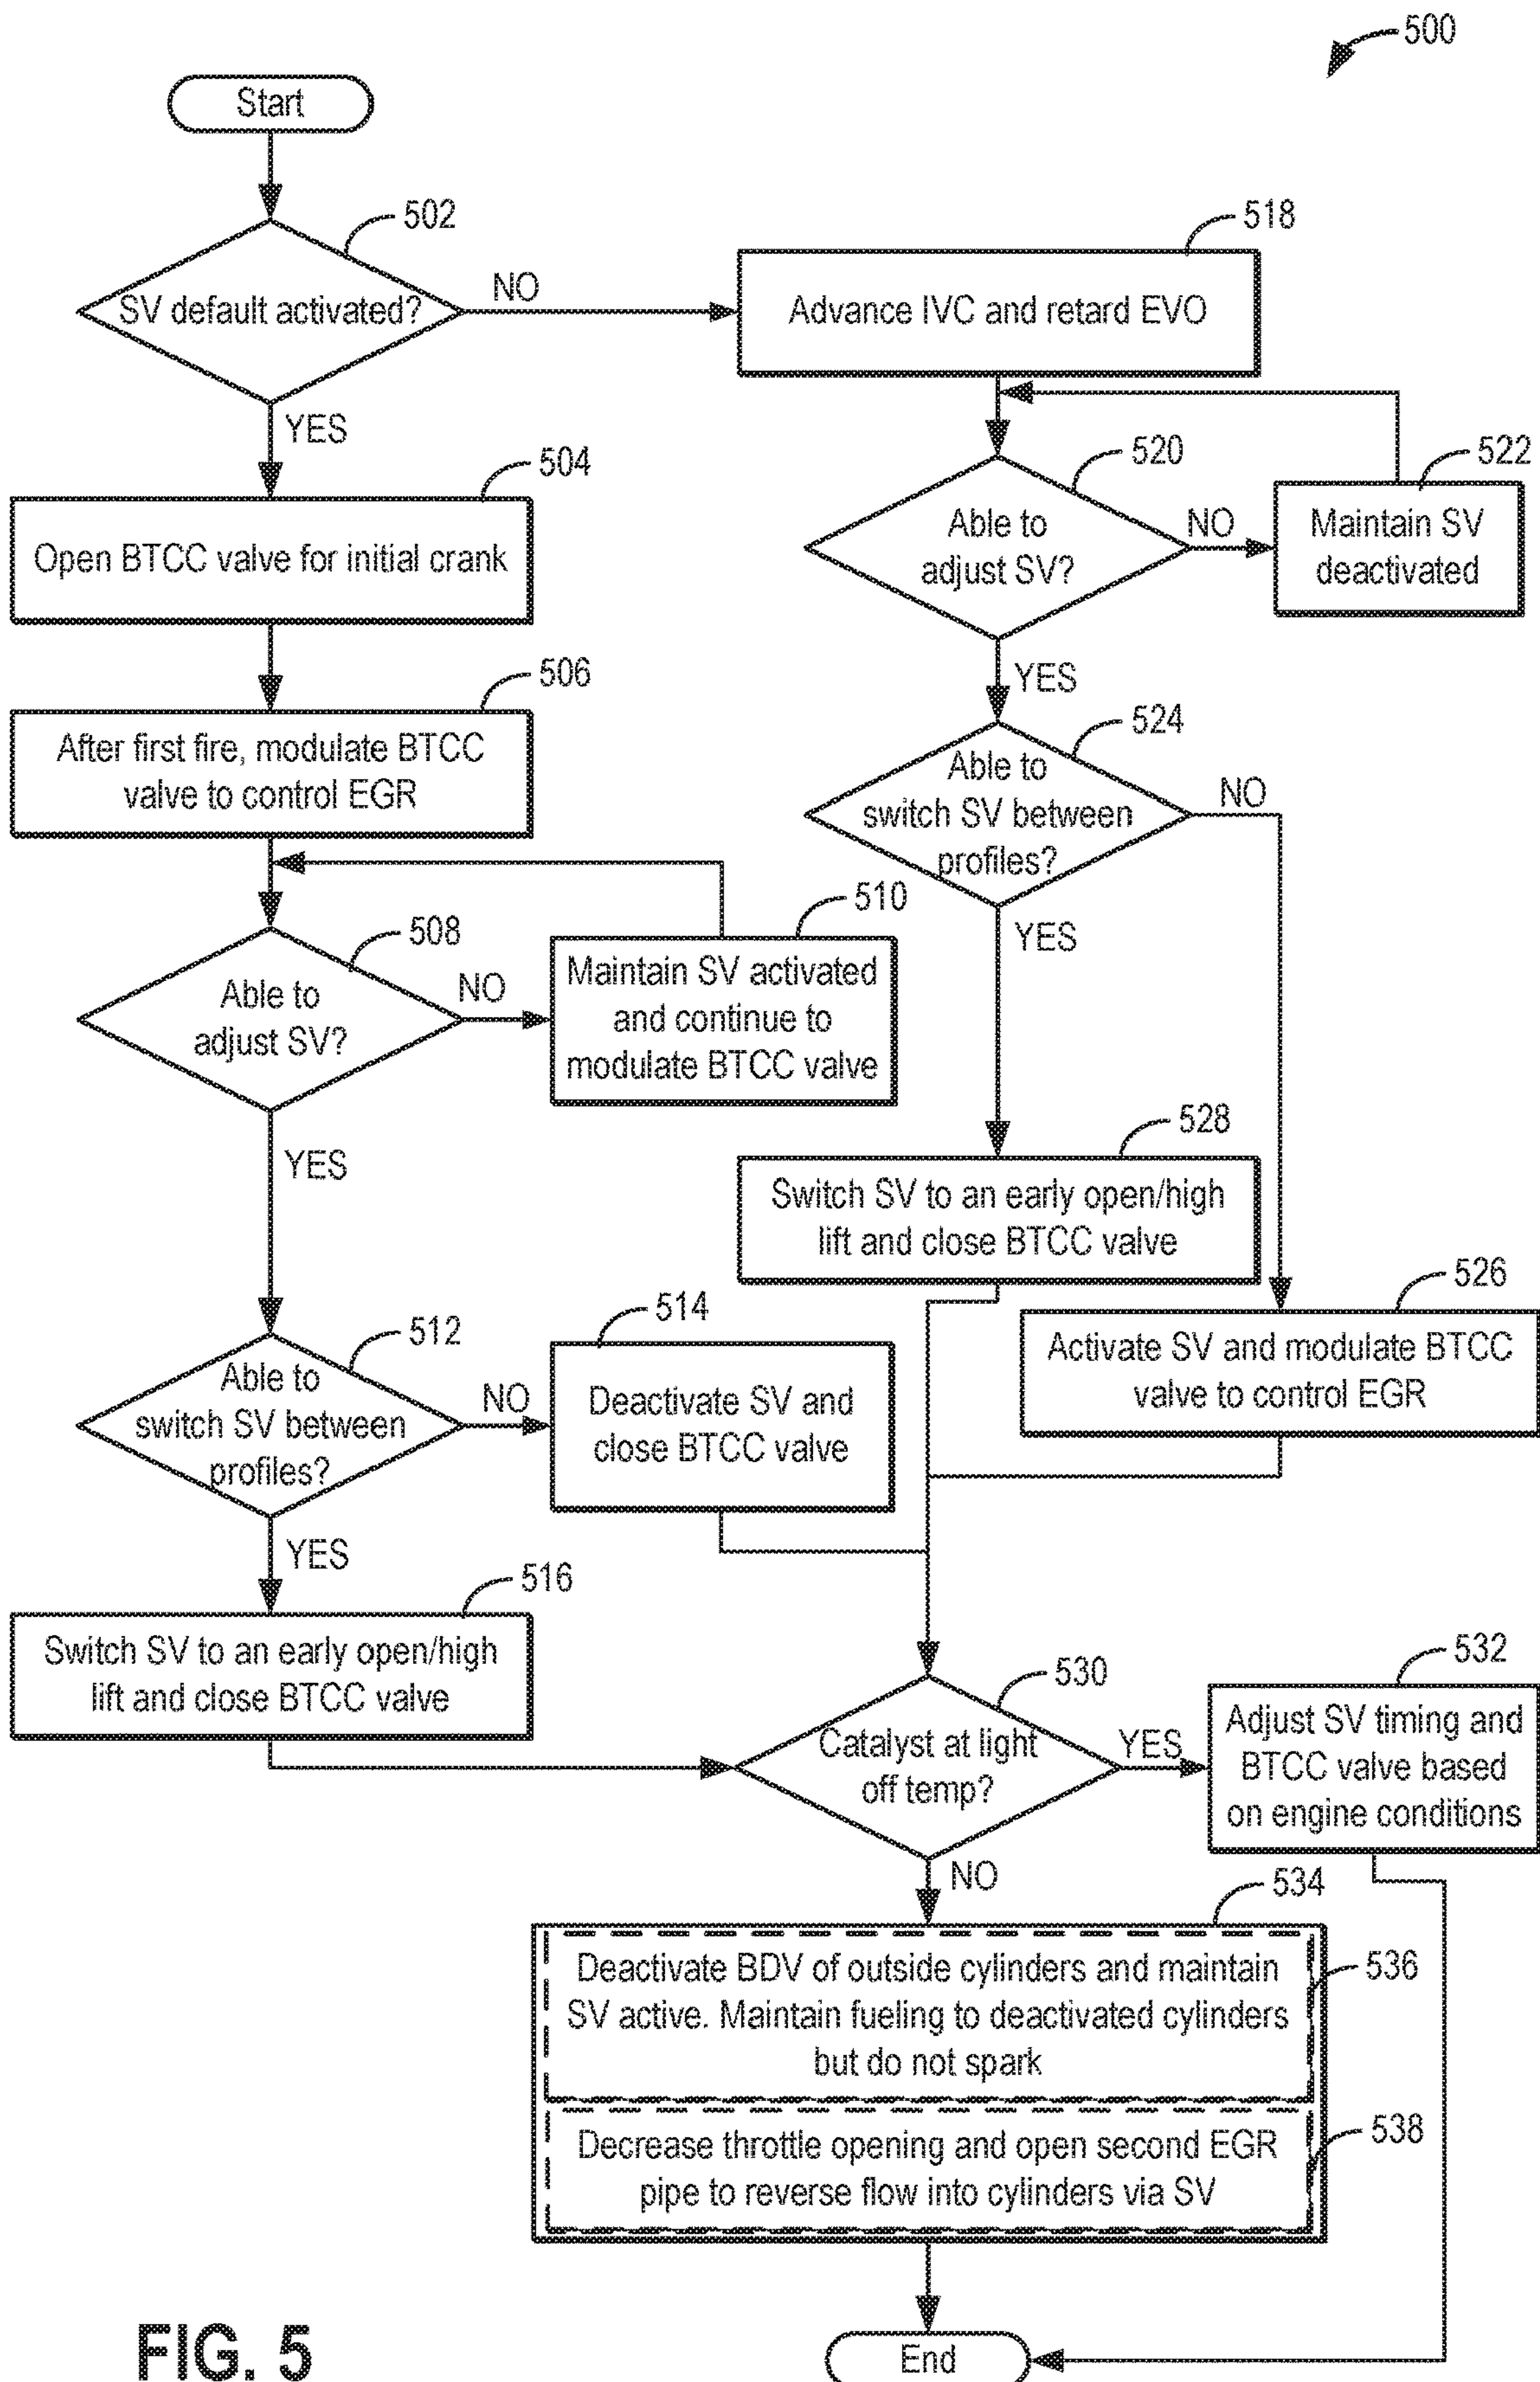 500
Start
502
SV default activated?
NO
YES
518
Advance IVC and retard EVO
504
Open BTCC valve for initial crank
520
Able to
adjust SV?
NO
YES
522
Maintain SV
deactivated
506
After first fire, modulate BTCC
valve to control EGR
524
Able to
switch SV between
profiles?
NO
YES
508
Able to
adjust SV?
NO
YES
510
Maintain SV activated
and continue to
modulate BTCC valve
528
Switch SV to an early open/high
lift and close BTCC valve
526
Activate SV and modulate BTCC
valve to control EGR
512
Able to
switch SV between
profiles?
NO
YES
514
Deactivate SV and
close BTCC valve
516
Switch SV to an early open/high
lift and close BTCC valve
530
Catalyst at light
off temp?
YES
NO
532
Adjust SV timing and
BTCC valve based
on engine conditions
534
Deactivate BDV of outside cylinders and maintain
SV active. Maintain fueling to deactivated cylinders
but do not spark
536
Decrease throttle opening and open second EGR
pipe to reverse flow into cylinders via SV
538
End
FIG. 5